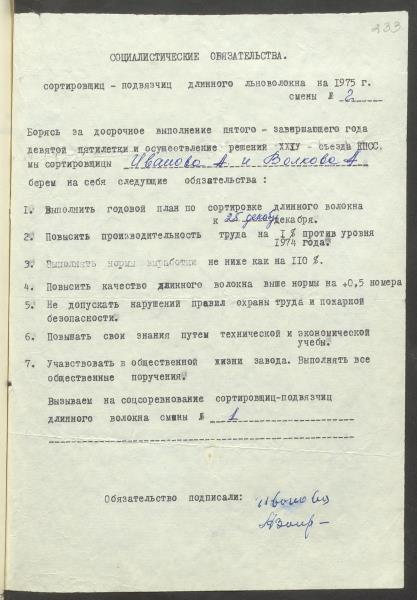 233
СОЦИАЛИСТИЧЕСКИЕ ОБЯЗАТЕЛЬСТВА.
сортировщиц - подвязчиц длинного льноволокна на 1975 г.
смены № 2
Борясь за досрочное выполнение пятого - завершающего года
девятой пятилетки и осуществление решений ХХIУ - съезда КПСС,
мы сортировщицы Иванова А и Волкова А
берем на себя следующие обязательства :
1. Выполнить годовой план по сортировке длинного волокна
к 25 декабря.
2. Повысить производительность труда на 1 % против уровня
1974 года.
3. Выполнять нормы выработки не ниже как на 110 %.
4. Повысить качество длинного волокна выше нормы на +0,5 номера
5. Не допускать нарушений правил охраны труда и пожарной
безопасности.
6. Повышать свои знания путем технической и экономической
учебы.
7. Учавствовать в общественной жизни завода. Выполнять все
общественные поручения.
Вызываем на соцсоревнование сортировщиц-подвязчиц
длинного волокна смены № 1
Обязательство подписали: Иванова